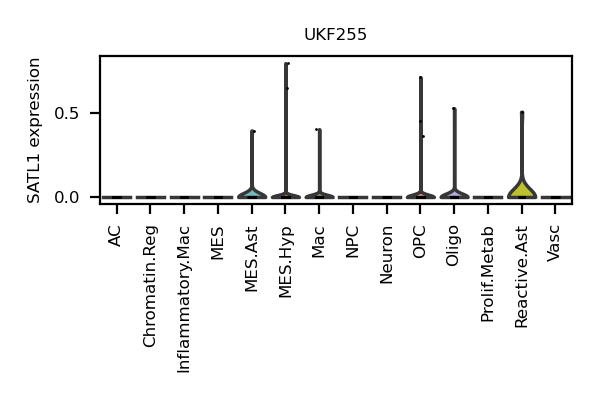 UKF255
SATL1 expression
0.5
0.0
AC
Chromatin.Reg
Inflammatory.Mac
MES
MES.Ast
MES.Hyp
Mac
NPC
Neuron
OPC
Oligo
Prolif.Metab
Reactive.Ast
Vasc